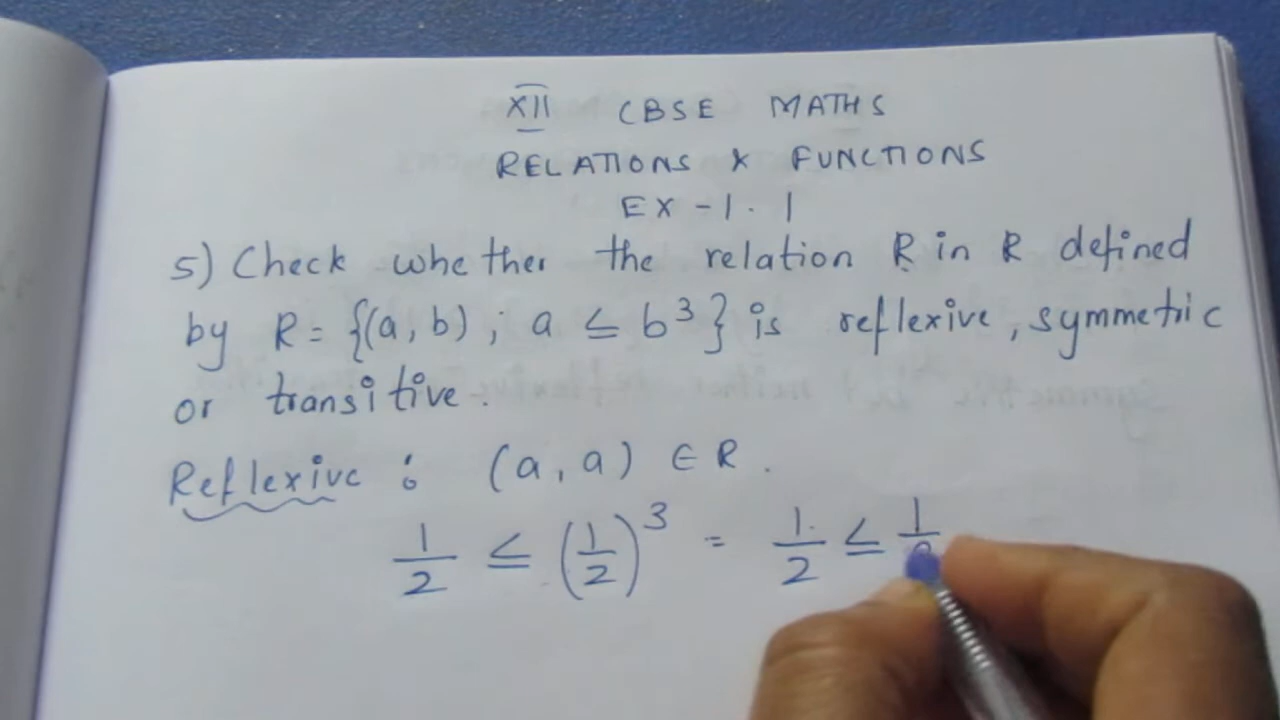 XII CBSE MATHS
RELATIONS & FUNCTIONS
EX - 1.1
5) Check whether the relation R in R defined
by R = {(a, b) ; a ≤ b³} is reflexive, symmetric
or transitive.
Reflexive : (a, a) ∈ R.
1/2 ≤ (1/2)³ = 1/2 ≤ 1/